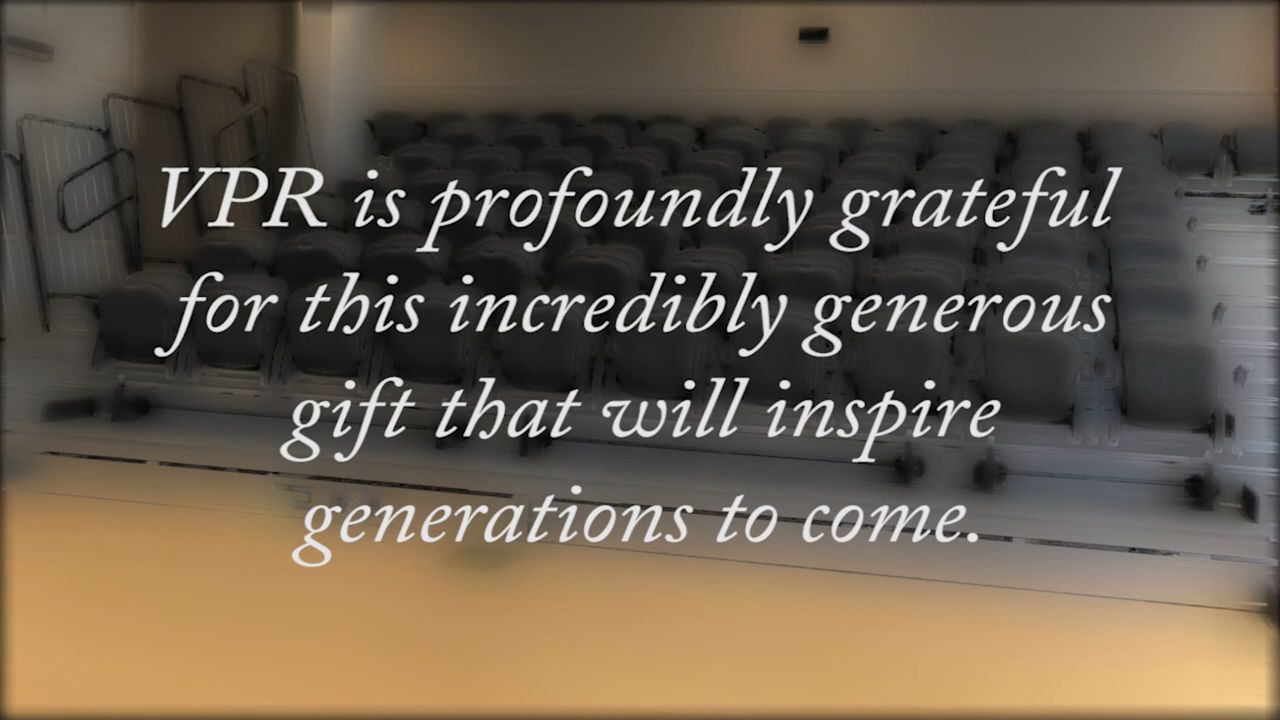 VPR is profoundly grateful
for this incredibly generous
gift that will inspire
generations to come.